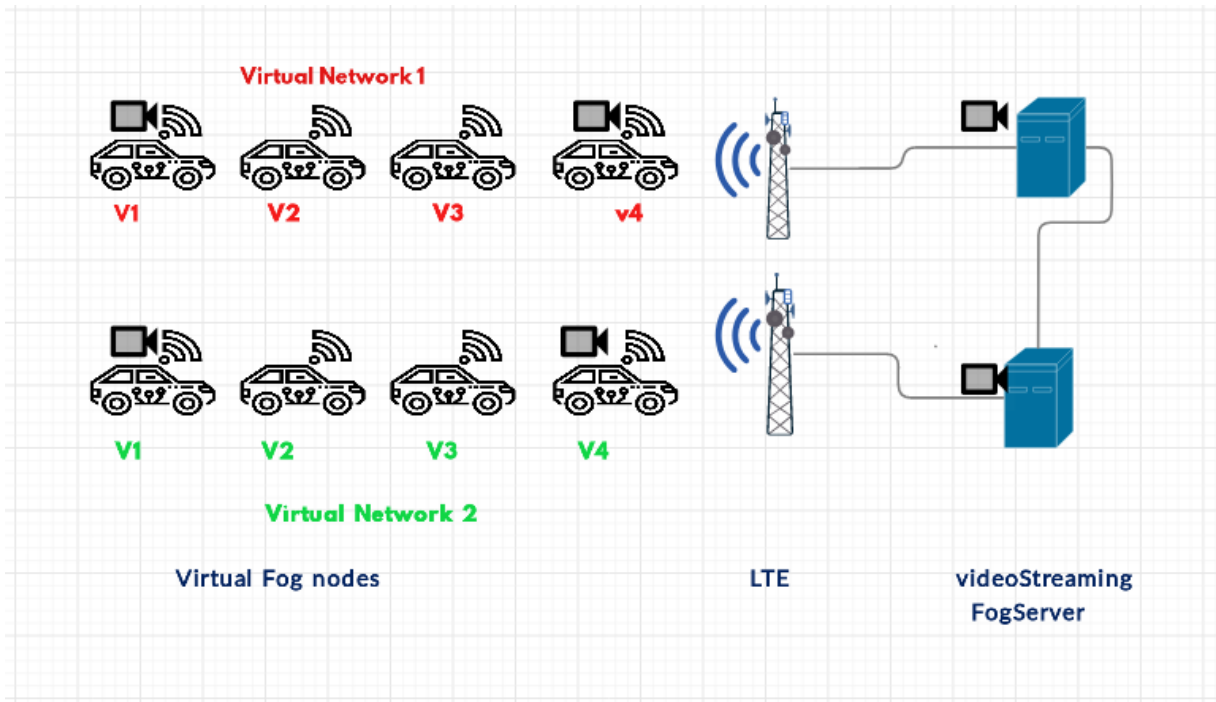 Virtual Network 1
V1
V2
V3
v4
V1
V2
V3
V4
Virtual Network 2
Virtual Fog nodes
LTE
videoStreaming
FogServer